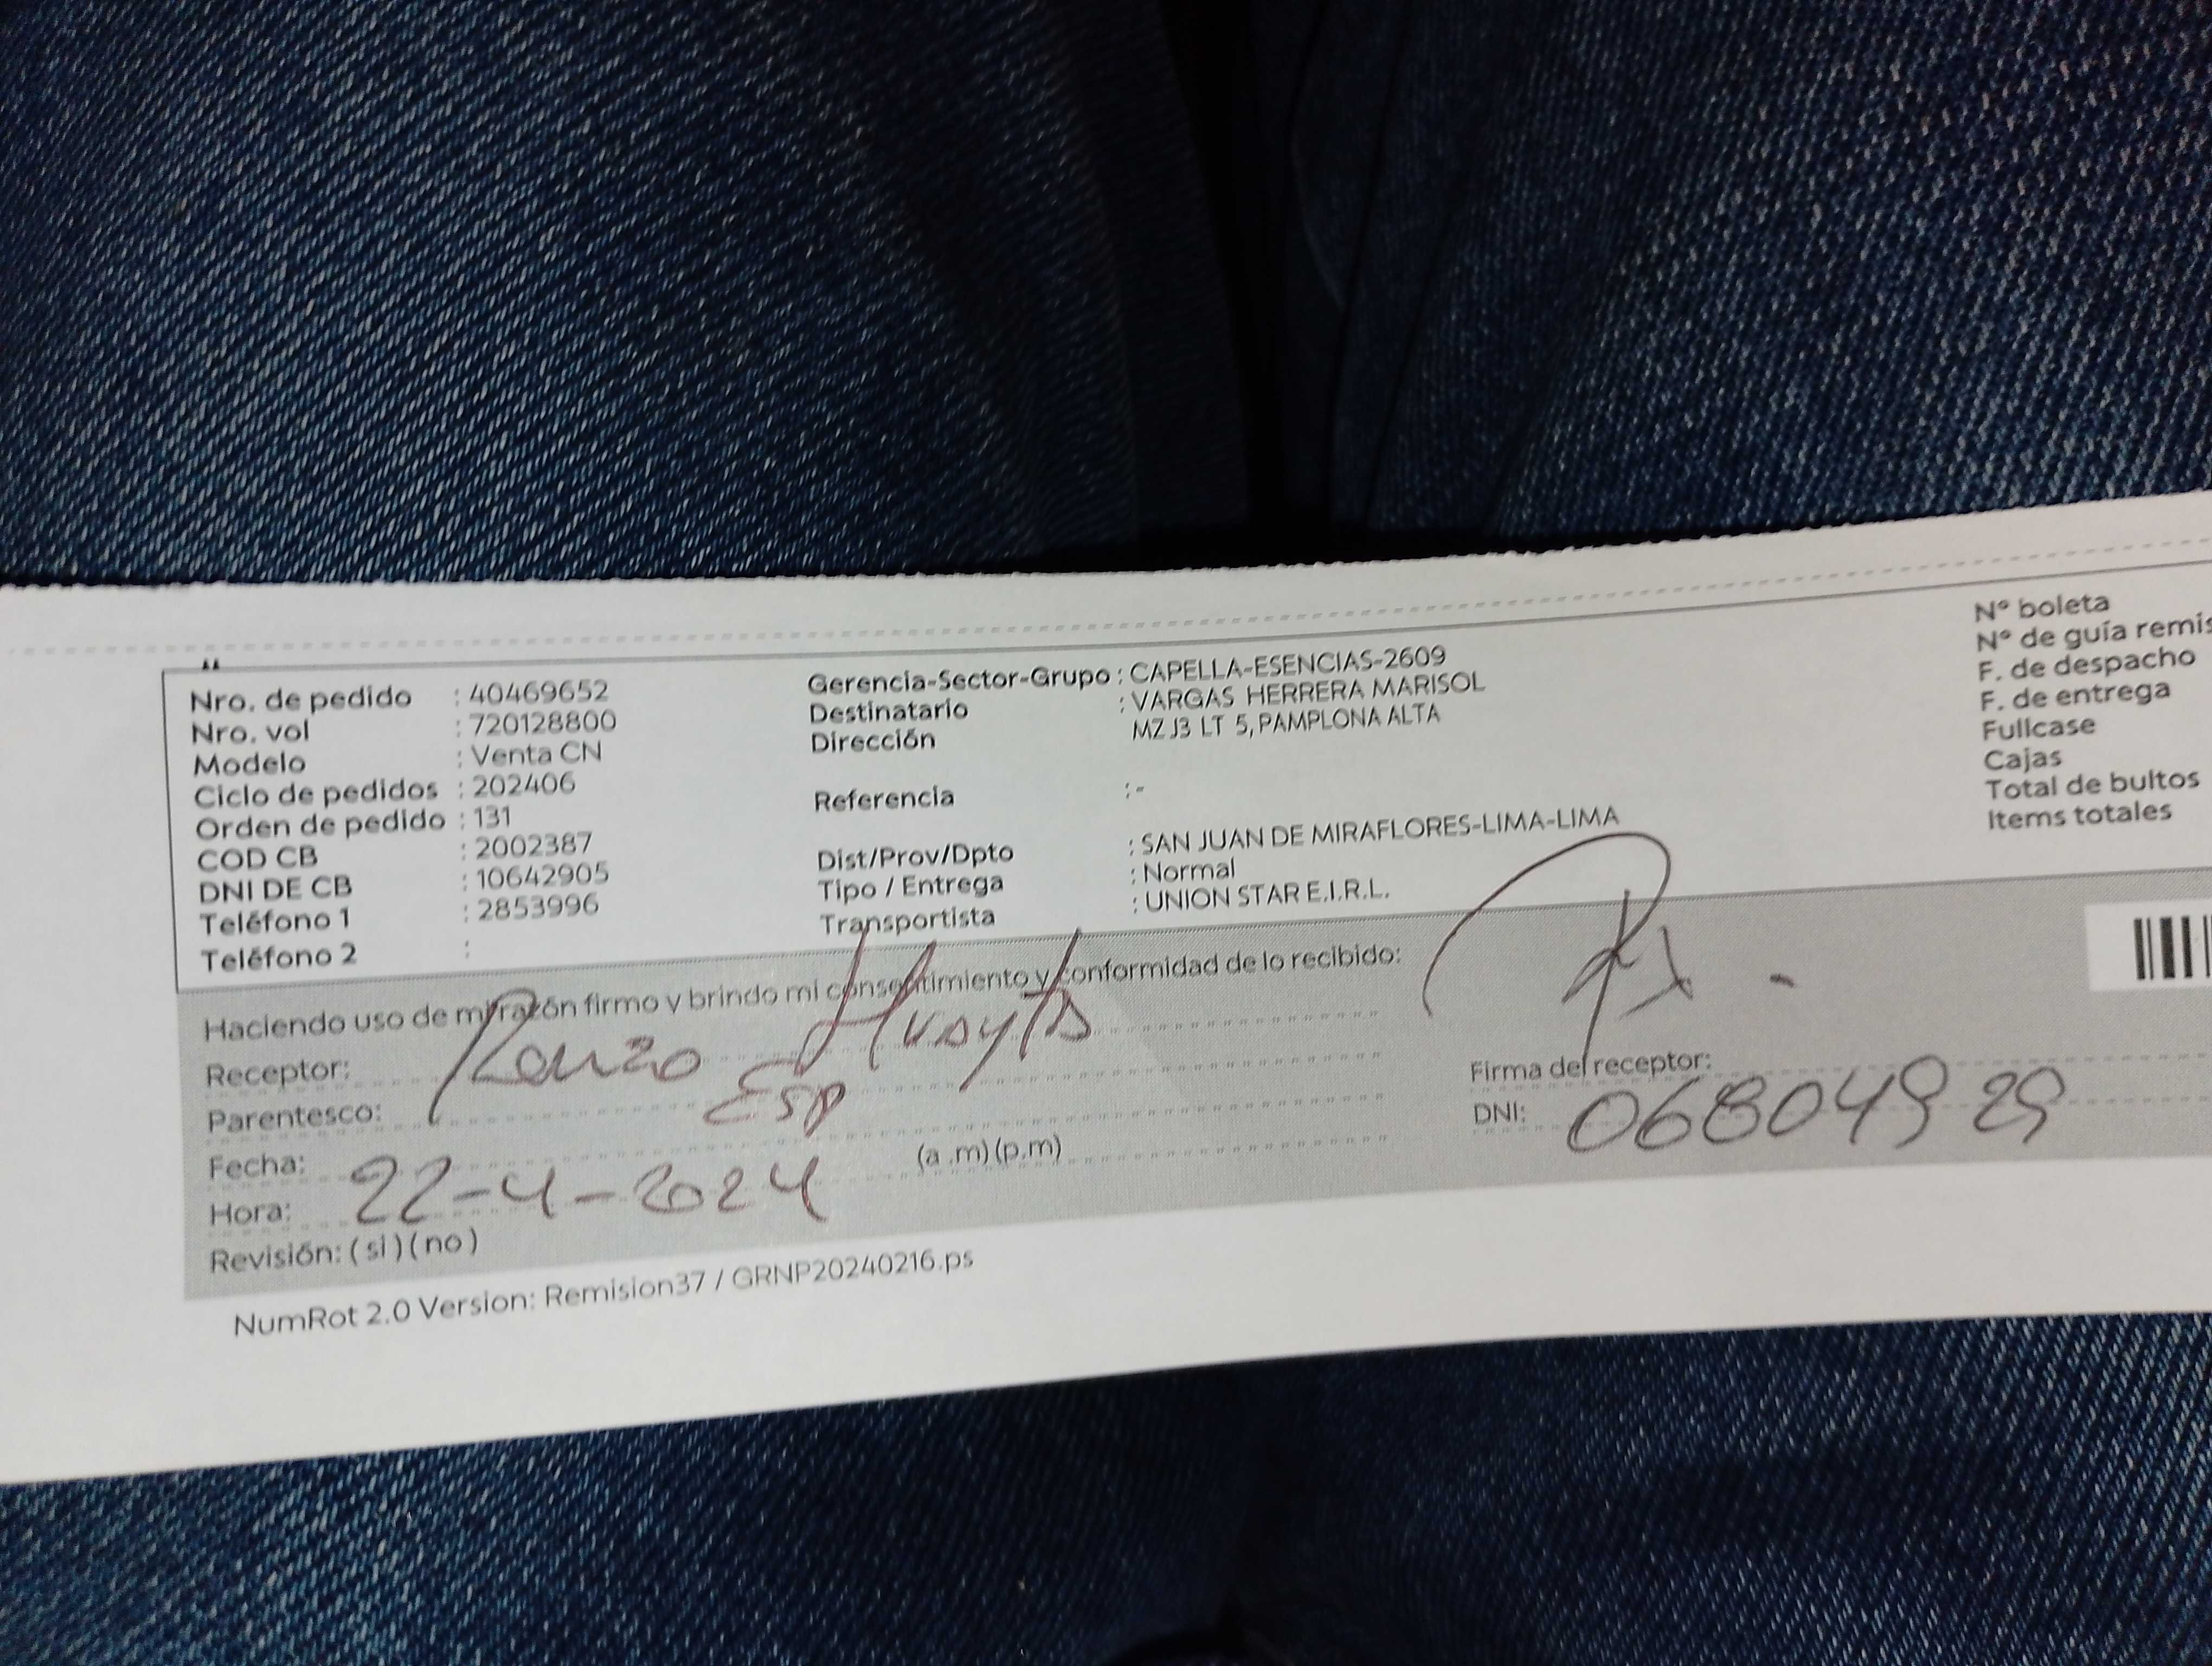 Nro. de pedido : 40469652
Nro. vol : 720128800
Modelo : Venta CN
Ciclo de pedidos : 202406
Orden de pedido : 131
COD CB : 2002387
DNI DE CB : 10642905
Teléfono 1 : 2853996
Teléfono 2 :
Gerencia-Sector-Grupo : CAPELLA-ESENCIAS-2609
Destinatario : VARGAS HERRERA MARISOL
Dirección MZ J3 LT 5, PAMPLONA ALTA
Referencia : -
Dist/Prov/Dpto : SAN JUAN DE MIRAFLORES-LIMA-LIMA
Tipo / Entrega : Normal
Transportista : UNION STAR E.I.R.L.
N° boleta
N° de guía remis
F. de despacho
F. de entrega
Fullcase
Cajas
Total de bultos
Items totales
Haciendo uso de mi razón firmo y brindo mi consentimiento y conformidad de lo recibido:
Receptor: Renzo
Parentesco: Esp
Fecha: 22-4-2024
Hora: (a .m) (p.m)
Revisión: ( si ) ( no )
Firma del receptor:
DNI: 06804929
NumRot 2.0 Version: Remision37 / GRNP20240216.ps